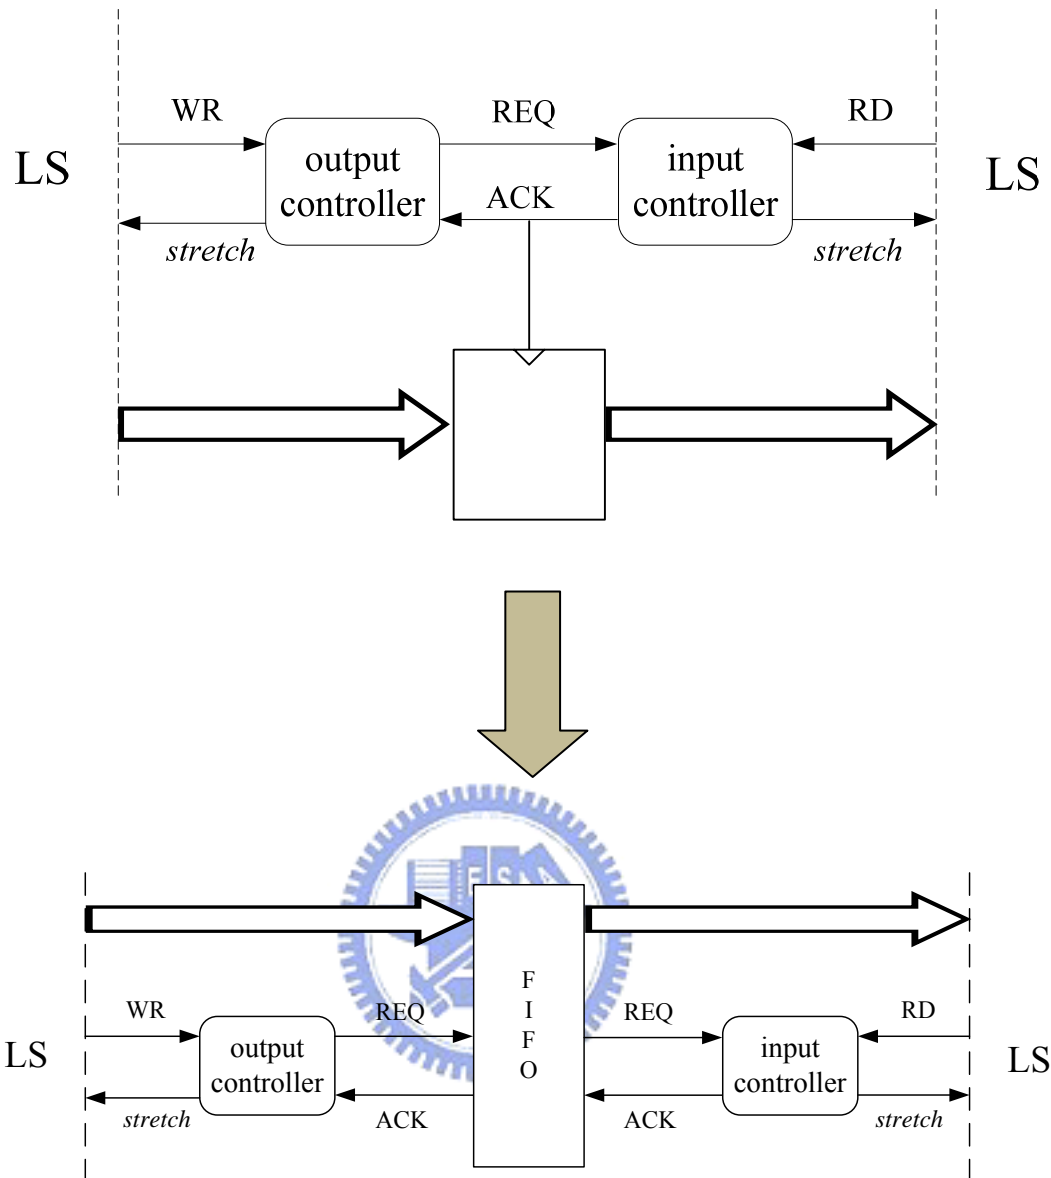 WR
REQ
RD
LS
output
controller
input
controller
LS
ACK
stretch
stretch
F
I
F
O
WR
REQ
REQ
RD
LS
output
controller
input
controller
LS
stretch
ACK
ACK
stretch